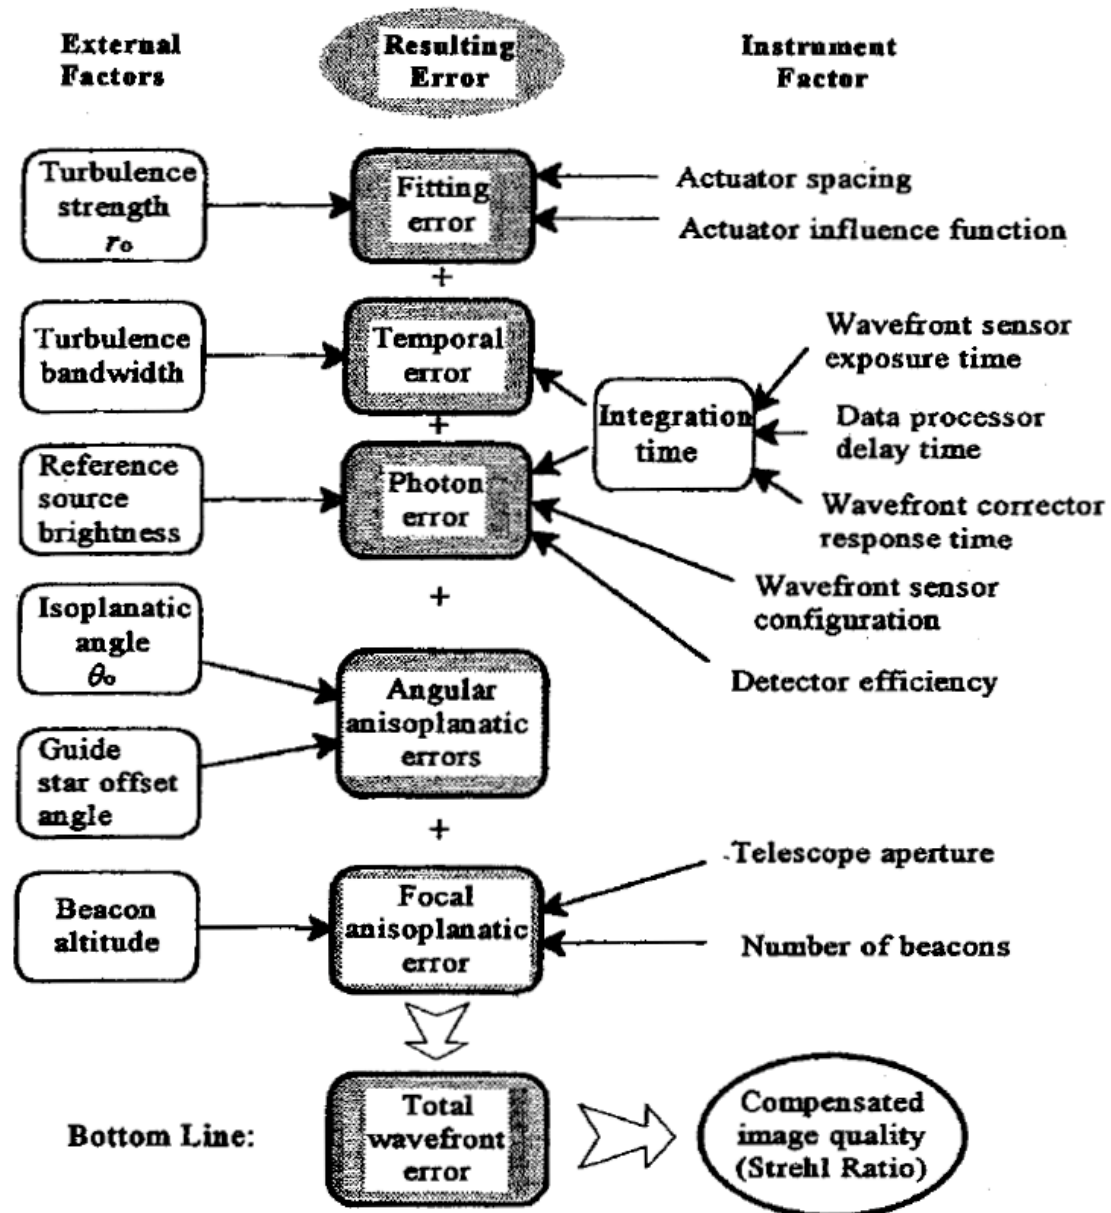 External
Factors
Resulting
Error
Instrument
Factor
Turbulence
strength
ro
Fitting
error
Actuator spacing
Actuator influence function
+
Turbulence
bandwidth
Temporal
error
Integration
time
Wavefront sensor
exposure time
Data processor
delay time
Wavefront corrector
response time
+
Reference
source
brightness
Photon
error
Wavefront sensor
configuration
Detector efficiency
+
Isoplanatic
angle
θo
Guide
star offset
angle
Angular
anisoplanatic
errors
+
Beacon
altitude
Focal
anisoplanatic
error
Telescope aperture
Number of beacons
Bottom Line:
Total
wavefront
error
Compensated
image quality
(Strehl Ratio)